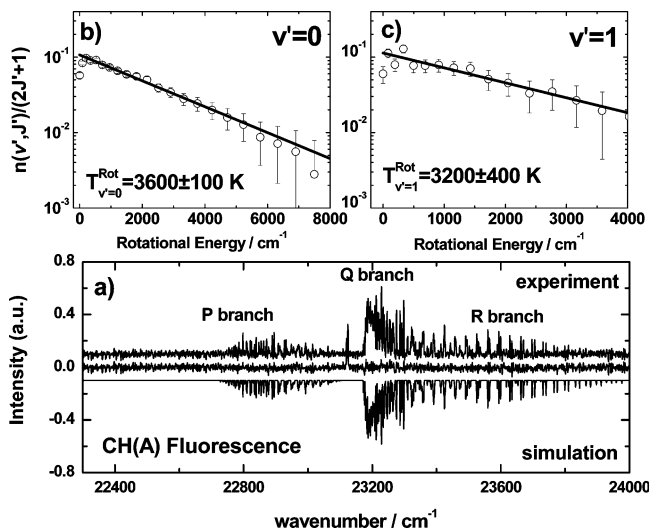 b) v'=0
c) v'=1
n(v',J')/(2J'+1)
10⁻¹
10⁻²
10⁻³
T^Rot_v'=0=3600±100 K
0 2000 4000 6000 8000
Rotational Energy / cm⁻¹
10⁻¹
10⁻²
10⁻³
T^Rot_v'=1=3200±400 K
0 1000 2000 3000 4000
Rotational Energy / cm⁻¹
a)
Q branch
experiment
P branch
R branch
Intensity (a.u.)
0.8
0.4
0.0
-0.4
-0.8
CH(A) Fluorescence
simulation
22400 22800 23200 23600 24000
wavenumber / cm⁻¹